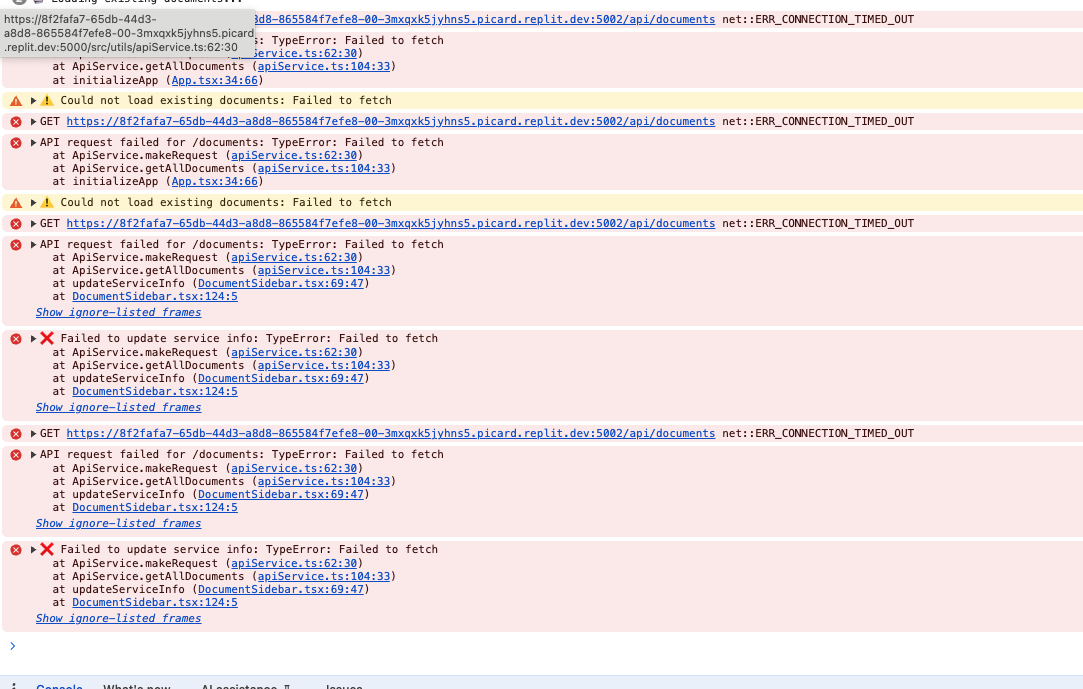 Loading existing documents...
https://8f2fafa7-65db-44d3-
a8d8-865584f7efe8-00-3mxqxk5jyhns5.picard
.replit.dev:5000/src/utils/apiService.ts:62:30
8f2fafa7-65db-44d3-a8d8-865584f7efe8-00-3mxqxk5jyhns5.picard.replit.dev:5002/api/documents net::ERR_CONNECTION_TIMED_OUT
s: TypeError: Failed to fetch
apiService.ts:62:30)
at ApiService.getAllDocuments (apiService.ts:104:33)
at initializeApp (App.tsx:34:66)
⚠️ Could not load existing documents: Failed to fetch
GET https://8f2fafa7-65db-44d3-a8d8-865584f7efe8-00-3mxqxk5jyhns5.picard.replit.dev:5002/api/documents net::ERR_CONNECTION_TIMED_OUT
API request failed for /documents: TypeError: Failed to fetch
at ApiService.makeRequest (apiService.ts:62:30)
at ApiService.getAllDocuments (apiService.ts:104:33)
at initializeApp (App.tsx:34:66)
⚠️ Could not load existing documents: Failed to fetch
GET https://8f2fafa7-65db-44d3-a8d8-865584f7efe8-00-3mxqxk5jyhns5.picard.replit.dev:5002/api/documents net::ERR_CONNECTION_TIMED_OUT
API request failed for /documents: TypeError: Failed to fetch
at ApiService.makeRequest (apiService.ts:62:30)
at ApiService.getAllDocuments (apiService.ts:104:33)
at updateServiceInfo (DocumentSidebar.tsx:69:47)
at DocumentSidebar.tsx:124:5
Show ignore-listed frames
❌ Failed to update service info: TypeError: Failed to fetch
at ApiService.makeRequest (apiService.ts:62:30)
at ApiService.getAllDocuments (apiService.ts:104:33)
at updateServiceInfo (DocumentSidebar.tsx:69:47)
at DocumentSidebar.tsx:124:5
Show ignore-listed frames
GET https://8f2fafa7-65db-44d3-a8d8-865584f7efe8-00-3mxqxk5jyhns5.picard.replit.dev:5002/api/documents net::ERR_CONNECTION_TIMED_OUT
API request failed for /documents: TypeError: Failed to fetch
at ApiService.makeRequest (apiService.ts:62:30)
at ApiService.getAllDocuments (apiService.ts:104:33)
at updateServiceInfo (DocumentSidebar.tsx:69:47)
at DocumentSidebar.tsx:124:5
Show ignore-listed frames
❌ Failed to update service info: TypeError: Failed to fetch
at ApiService.makeRequest (apiService.ts:62:30)
at ApiService.getAllDocuments (apiService.ts:104:33)
at updateServiceInfo (DocumentSidebar.tsx:69:47)
at DocumentSidebar.tsx:124:5
Show ignore-listed frames
Console What's new AI assistance Issues